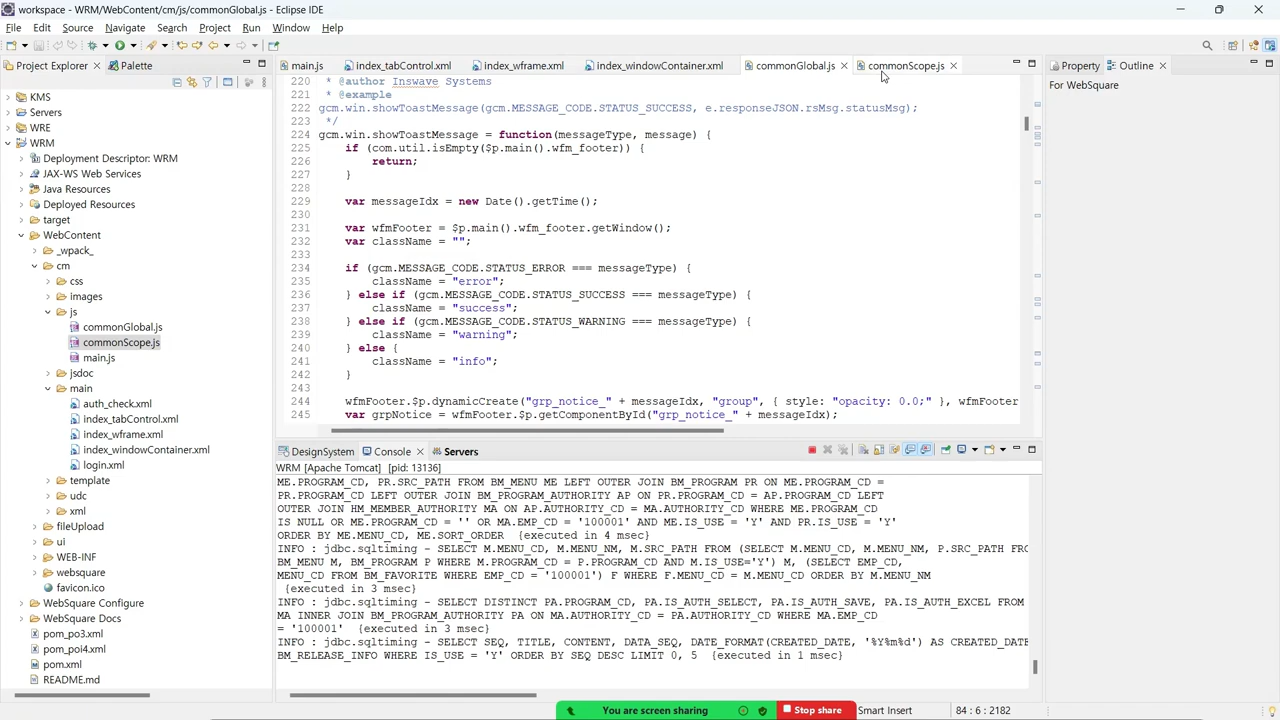 workspace - WRM/WebContent/cm/js/commonGlobal.js - Eclipse IDE
File Edit Source Navigate Search Project Run Window Help
Project Explorer Palette
KMS
Servers
WRE
WRM
Deployment Descriptor: WRM
JAX-WS Web Services
Java Resources
Deployed Resources
target
WebContent
_wpack_
cm
css
images
js
commonGlobal.js
commonScope.js
main.js
jsdoc
main
auth_check.xml
index_tabControl.xml
index_wframe.xml
index_windowContainer.xml
login.xml
template
udc
xml
fileUpload
ui
WEB-INF
websquare
favicon.ico
WebSquare Configure
WebSquare Docs
pom_po3.xml
pom_poi4.xml
pom.xml
README.md
main.js index_tabControl.xml index_wframe.xml index_windowContainer.xml commonGlobal.js commonScope.js
220 * @author Inswave Systems
221 * @example
222 gcm.win.showToastMessage(gcm.MESSAGE_CODE.STATUS_SUCCESS, e.responseJSON.rsMsg.statusMsg);
223 */
224 gcm.win.showToastMessage = function(messageType, message) {
225 if (com.util.isEmpty($p.main().wfm_footer)) {
226 return;
227 }
228
229 var messageIdx = new Date().getTime();
230
231 var wfmFooter = $p.main().wfm_footer.getWindow();
232 var className = "";
233
234 if (gcm.MESSAGE_CODE.STATUS_ERROR === messageType) {
235 className = "error";
236 } else if (gcm.MESSAGE_CODE.STATUS_SUCCESS === messageType) {
237 className = "success";
238 } else if (gcm.MESSAGE_CODE.STATUS_WARNING === messageType) {
239 className = "warning";
240 } else {
241 className = "info";
242 }
243
244 wfmFooter.$p.dynamicCreate("grp_notice_" + messageIdx, "group", { style: "opacity: 0.0;" }, wfmFooter
245 var grpNotice = wfmFooter.$p.getComponentById("grp_notice_" + messageIdx);
Property Outline
For WebSquare
DesignSystem Console Servers
WRM [Apache Tomcat] [pid: 13136]
ME.PROGRAM_CD, PR.SRC_PATH FROM BM_MENU ME LEFT OUTER JOIN BM_PROGRAM PR ON ME.PROGRAM_CD =
PR.PROGRAM_CD LEFT OUTER JOIN BM_PROGRAM_AUTHORITY AP ON PR.PROGRAM_CD = AP.PROGRAM_CD LEFT
OUTER JOIN HM_MEMBER_AUTHORITY MA ON AP.AUTHORITY_CD = MA.AUTHORITY_CD WHERE ME.PROGRAM_CD
IS NULL OR ME.PROGRAM_CD = '' OR MA.EMP_CD = '100001' AND ME.IS_USE = 'Y' AND PR.IS_USE = 'Y'
ORDER BY ME.MENU_CD, ME.SORT_ORDER {executed in 4 msec}
INFO : jdbc.sqltiming - SELECT M.MENU_CD, M.MENU_NM, M.SRC_PATH FROM (SELECT M.MENU_CD, M.MENU_NM, P.SRC_PATH FRO
BM_MENU M, BM_PROGRAM P WHERE M.PROGRAM_CD = P.PROGRAM_CD AND M.IS_USE='Y') M, (SELECT EMP_CD,
MENU_CD FROM BM_FAVORITE WHERE EMP_CD = '100001') F WHERE F.MENU_CD = M.MENU_CD ORDER BY M.MENU_NM
{executed in 3 msec}
INFO : jdbc.sqltiming - SELECT DISTINCT PA.PROGRAM_CD, PA.IS_AUTH_SELECT, PA.IS_AUTH_SAVE, PA.IS_AUTH_EXCEL FROM
MA INNER JOIN BM_PROGRAM_AUTHORITY PA ON MA.AUTHORITY_CD = PA.AUTHORITY_CD WHERE MA.EMP_CD
= '100001' {executed in 3 msec}
INFO : jdbc.sqltiming - SELECT SEQ, TITLE, CONTENT, DATA_SEQ, DATE_FORMAT(CREATED_DATE, '%Y%m%d') AS CREATED_DATE
BM_RELEASE_INFO WHERE IS_USE = 'Y' ORDER BY SEQ DESC LIMIT 0, 5 {executed in 1 msec}
You are screen sharing Stop share Smart Insert 84 : 6 : 2182